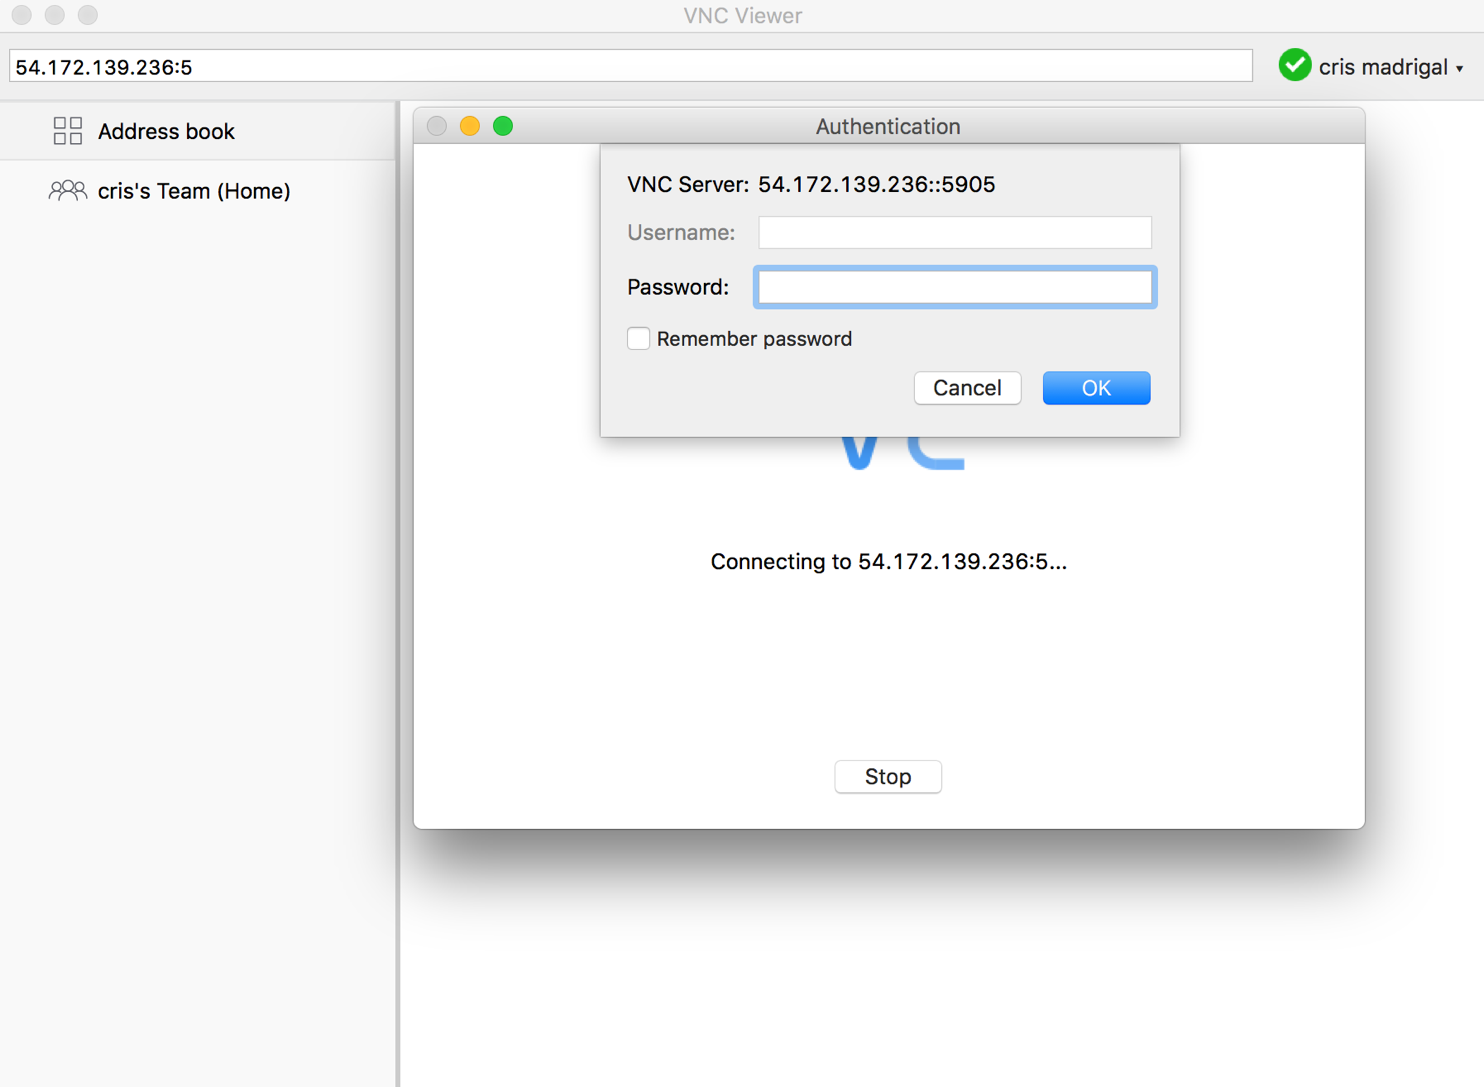 VNC Viewer
54.172.139.236:5
cris madrigal
Address book
cris's Team (Home)
Authentication
VNC Server: 54.172.139.236::5905
Username:
Password:
Remember password
Cancel
OK
Connecting to 54.172.139.236:5...
Stop